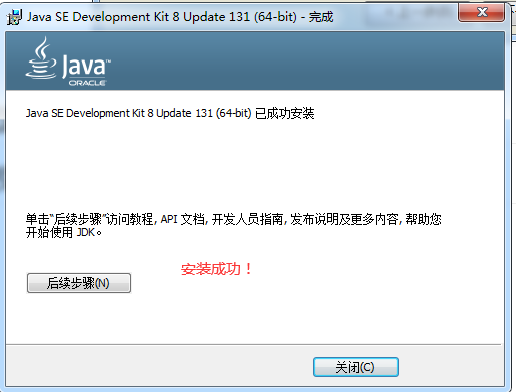 Java SE Development Kit 8 Update 131 (64-bit) - 完成
Java™
ORACLE
Java SE Development Kit 8 Update 131 (64-bit) 已成功安装
单击“后续步骤”访问教程, API 文档, 开发人员指南, 发布说明及更多内容, 帮助您
开始使用 JDK。
安装成功！
后续步骤(N)
关闭(C)